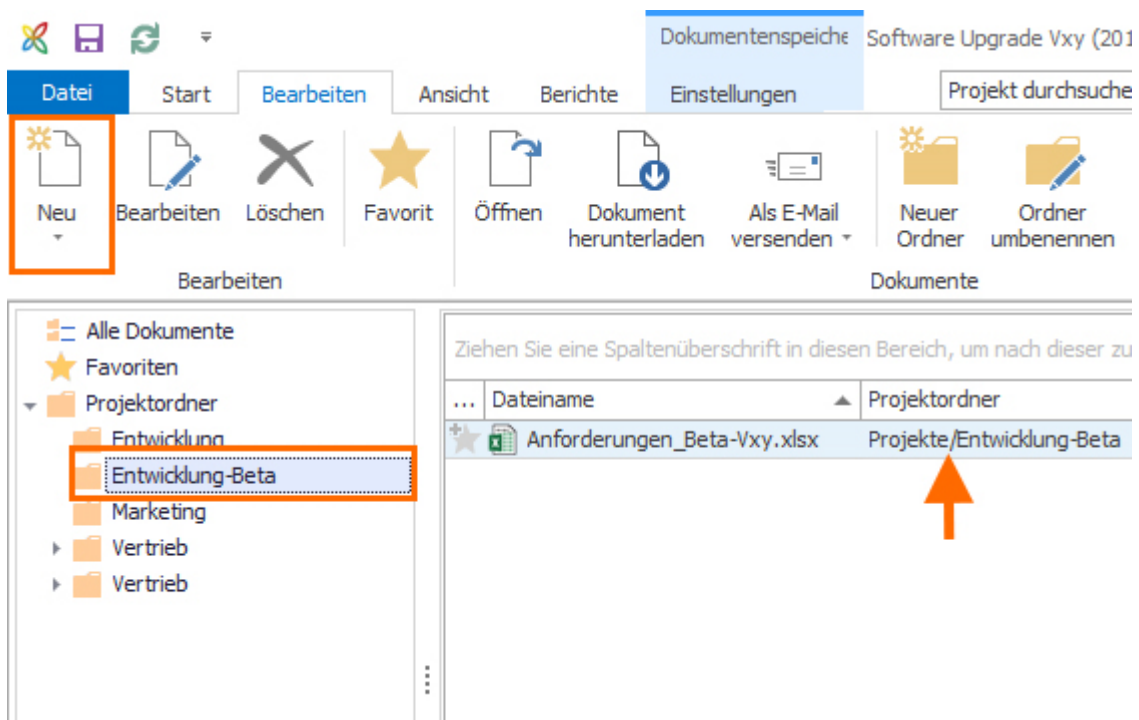 Dokumentenspeiche Software Upgrade Vxy (201
Datei Start Bearbeiten Ansicht Berichte Einstellungen Projekt durchsuche
Neu Bearbeiten Löschen Favorit Öffnen Dokument herunterladen Als E-Mail versenden Neuer Ordner Ordner umbenennen
Bearbeiten Dokumente
Alle Dokumente
Favoriten
Projektordner
Entwicklung
Entwicklung-Beta
Marketing
Vertrieb
Vertrieb
Ziehen Sie eine Spaltenüberschrift in diesen Bereich, um nach dieser zu
... Dateiname Projektordner
Anforderungen_Beta-Vxy.xlsx Projekte/Entwicklung-Beta